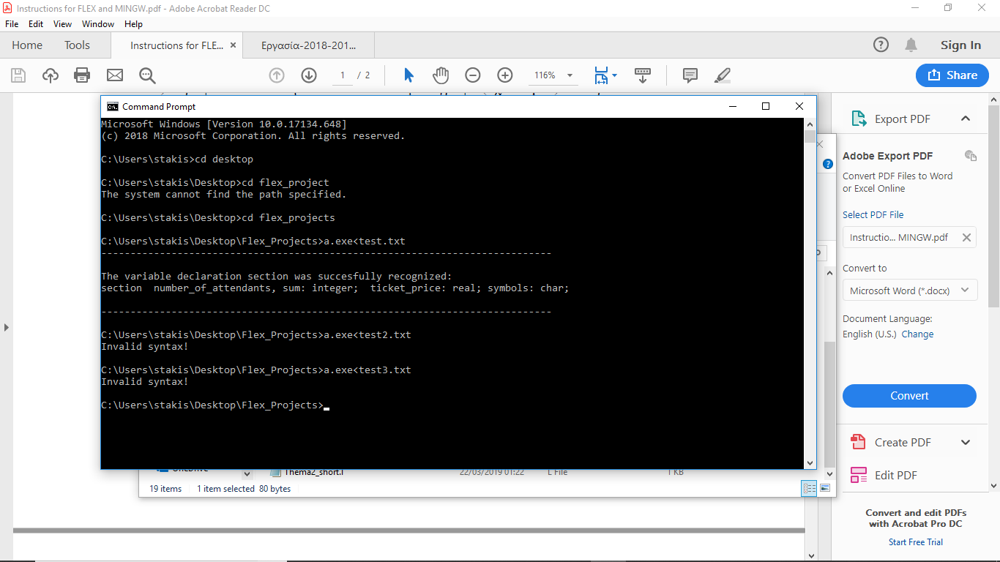 Instructions for FLEX and MINGW.pdf - Adobe Acrobat Reader DC
File Edit View Window Help
Home Tools Instructions for FLE... × Εργασία-2018-201... Sign In
1 / 2 116% Share
Command Prompt
Microsoft Windows [Version 10.0.17134.648]
(c) 2018 Microsoft Corporation. All rights reserved.
C:\Users\stakis>cd desktop
C:\Users\stakis\Desktop>cd flex_project
The system cannot find the path specified.
C:\Users\stakis\Desktop>cd flex_projects
C:\Users\stakis\Desktop\Flex_Projects>a.exe<test.txt
-----------------------------------------------------------------------------
The variable declaration section was succesfully recognized:
section  number_of_attendants, sum: integer;  ticket_price: real; symbols: char;
-----------------------------------------------------------------------------
C:\Users\stakis\Desktop\Flex_Projects>a.exe<test2.txt
Invalid syntax!
C:\Users\stakis\Desktop\Flex_Projects>a.exe<test3.txt
Invalid syntax!
C:\Users\stakis\Desktop\Flex_Projects>
OneDrive Thema2_short.l 22/03/2019 01:22 L File 1 KB
19 items 1 item selected 80 bytes
Export PDF
Adobe Export PDF
Convert PDF Files to Word
or Excel Online
Select PDF File
Instructio... MINGW.pdf
Convert to
Microsoft Word (*.docx)
Document Language:
English (U.S.) Change
Convert
Create PDF
Edit PDF
Convert and edit PDFs
with Acrobat Pro DC
Start Free Trial